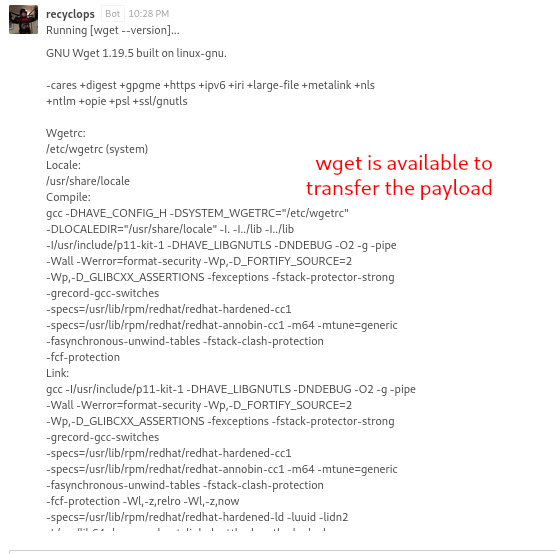 recyclops Bot 10:28 PM
Running [wget --version]...
GNU Wget 1.19.5 built on linux-gnu.
-cares +digest +gpgme +https +ipv6 +iri +large-file +metalink +nls
+ntlm +opie +psl +ssl/gnutls
Wgetrc:
/etc/wgetrc (system)
Locale:
/usr/share/locale
Compile:
wget is available to
transfer the payload
gcc -DHAVE_CONFIG_H -DSYSTEM_WGETRC="/etc/wgetrc"
-DLOCALEDIR="/usr/share/locale" -I. -I../lib -I../lib
-I/usr/include/p11-kit-1 -DHAVE_LIBGNUTLS -DNDEBUG -O2 -g -pipe
-Wall -Werror=format-security -Wp,-D_FORTIFY_SOURCE=2
-Wp,-D_GLIBCXX_ASSERTIONS -fexceptions -fstack-protector-strong
-grecord-gcc-switches
-specs=/usr/lib/rpm/redhat/redhat-hardened-cc1
-specs=/usr/lib/rpm/redhat/redhat-annobin-cc1 -m64 -mtune=generic
-fasynchronous-unwind-tables -fstack-clash-protection
-fcf-protection
Link:
gcc -I/usr/include/p11-kit-1 -DHAVE_LIBGNUTLS -DNDEBUG -O2 -g -pipe
-Wall -Werror=format-security -Wp,-D_FORTIFY_SOURCE=2
-Wp,-D_GLIBCXX_ASSERTIONS -fexceptions -fstack-protector-strong
-grecord-gcc-switches
-specs=/usr/lib/rpm/redhat/redhat-hardened-cc1
-specs=/usr/lib/rpm/redhat/redhat-annobin-cc1 -m64 -mtune=generic
-fasynchronous-unwind-tables -fstack-clash-protection
-fcf-protection -Wl,-z,relro -Wl,-z,now
-specs=/usr/lib/rpm/redhat/redhat-hardened-ld -luuid -lidn2